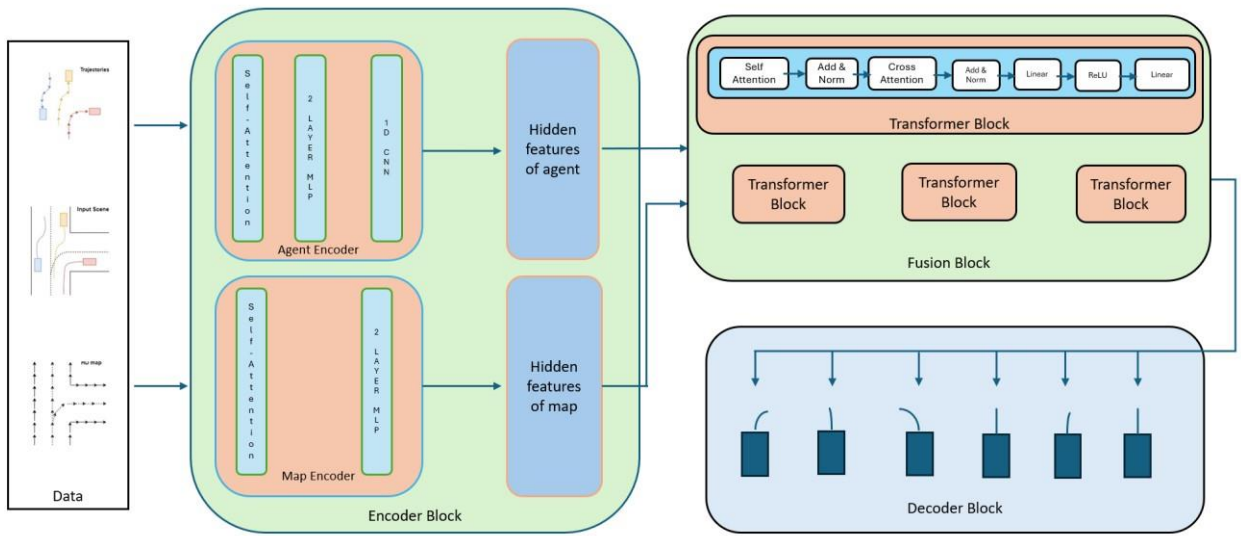 Trajectories
Input Scene
HD map
Data
Self-Attention
2 LAYER MLP
1D CNN
Agent Encoder
Self-Attention
2 LAYER MLP
Map Encoder
Hidden
features
of agent
Hidden
features
of map
Encoder Block
Self
Attention
Add &
Norm
Cross
Attention
Add &
Norm
Linear
ReLU
Linear
Transformer Block
Transformer
Block
Transformer
Block
Transformer
Block
Fusion Block
Decoder Block